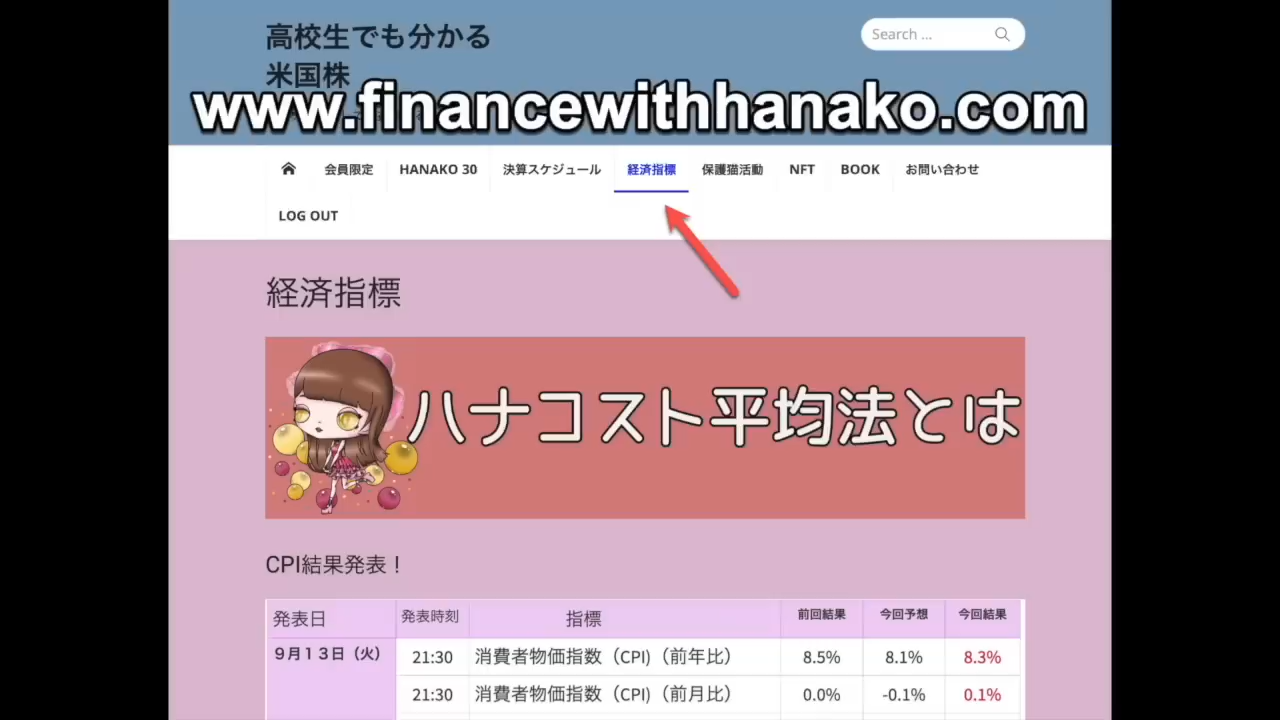 高校生でも分かる
米国株
Search ...
www.financewithhanako.com
会員限定 HANAKO 30 決算スケジュール 経済指標 保護猫活動 NFT BOOK お問い合わせ
LOG OUT
経済指標
ハナコスト平均法とは
CPI結果発表！
発表日 発表時刻 指標 前回結果 今回予想 今回結果
９月１３日（火） 21:30 消費者物価指数（CPI)（前年比） 8.5% 8.1% 8.3%
21:30 消費者物価指数（CPI)（前月比） 0.0% -0.1% 0.1%